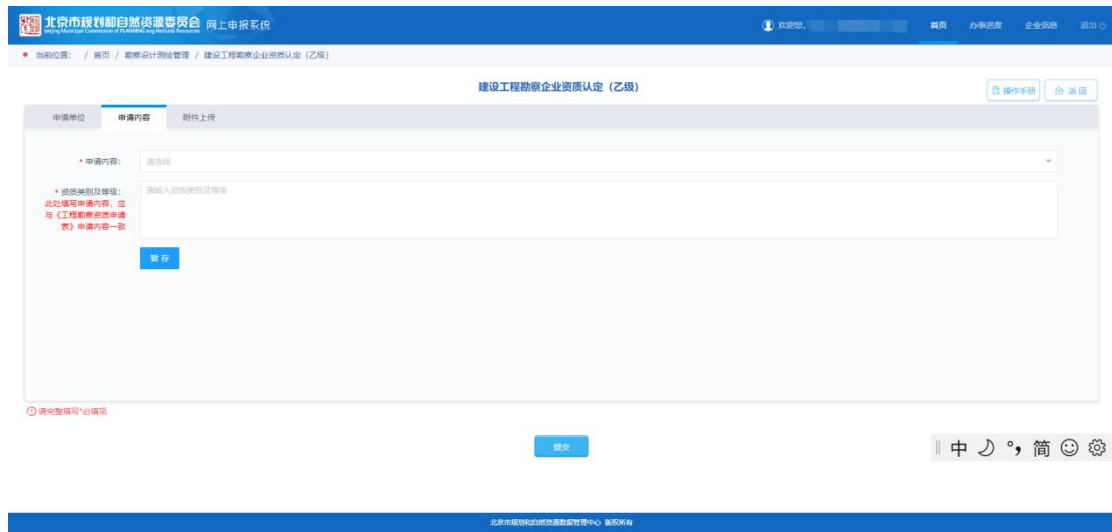 北京市规划和自然资源委员会 网上申报系统
Beijing Municipal Commission of PLANNING ang Natural Resources
欢迎您,
首页 办事进度 企业信息 退出
当前位置: / 首页 / 勘察设计测绘管理 / 建设工程勘察企业资质认定(乙级)
建设工程勘察企业资质认定(乙级)
操作手册 返回
申请单位 申请内容 附件上传
* 申请内容: 请选择
* 资质类别及等级: 请输入资质类别及等级
此处填写申请内容,应
与《工程勘察资质申请
表》申请内容一致
暂存
请完整填写*必填项
提交
中 °, 简
北京市规划和自然资源数据管理中心 版权所有